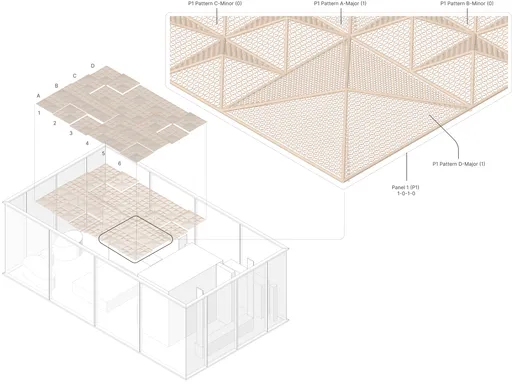 P1 Pattern C-Minor (0)
P1 Pattern A-Major (1)
P1 Pattern B-Minor (0)
D
C
B
A
1
2
3
4
5
6
P1 Pattern D-Major (1)
Panel 1 (P1)
1-0-1-0